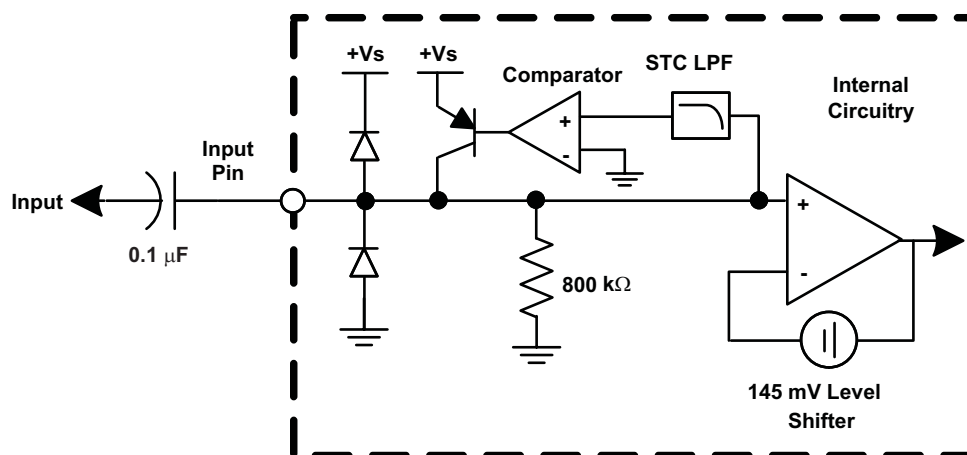 +Vs
+Vs
Comparator
STC LPF
Internal
Circuitry
Input
Pin
Input
0.1 μF
+
-
800 kΩ
+
-
145 mV Level
Shifter